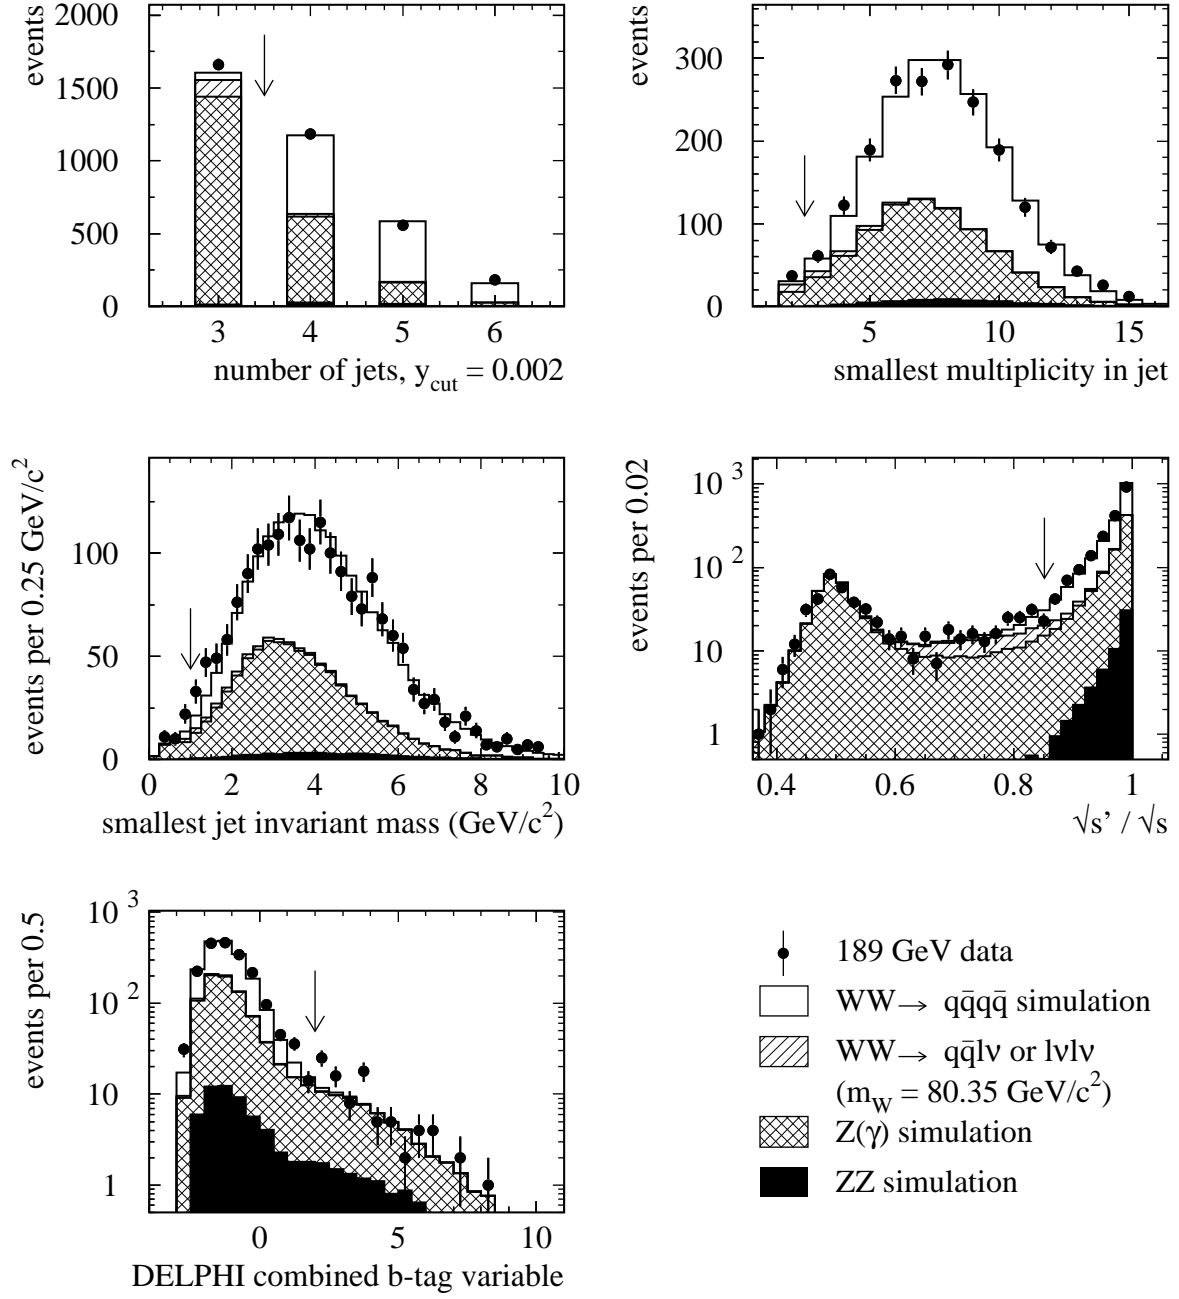 events
2000
1500
1000
500
0
3 4 5 6
number of jets, y_cut = 0.002
events
300
200
100
0
5 10 15
smallest multiplicity in jet
events per 0.25 GeV/c²
100
50
0
0 2 4 6 8 10
smallest jet invariant mass (GeV/c²)
events per 0.02
10³
10²
10
1
0.4 0.6 0.8 1
√s’ / √s
events per 0.5
10³
10²
10
1
0 5 10
DELPHI combined b-tag variable
189 GeV data
WW→ qq̄qq̄ simulation
WW→ qq̄lν or lνlν
(m_W = 80.35 GeV/c²)
Z(γ) simulation
ZZ simulation